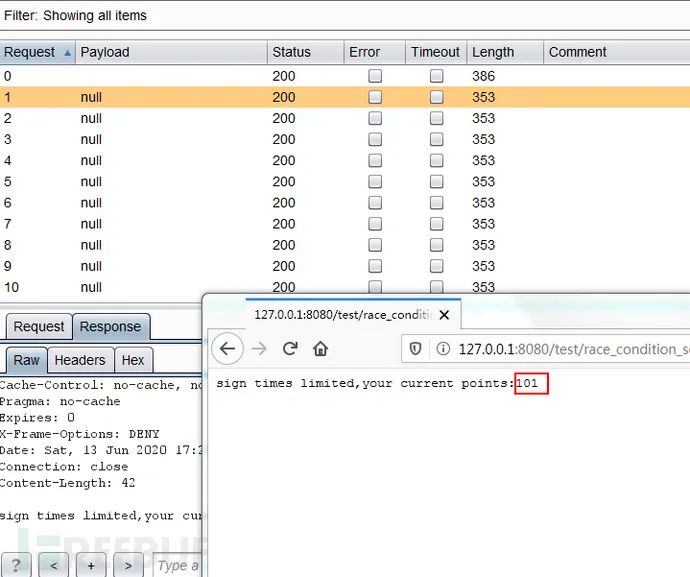 Filter: Showing all items
Request Payload Status Error Timeout Length Comment
0 200 386
1 null 200 353
2 null 200 353
3 null 200 353
4 null 200 353
5 null 200 353
6 null 200 353
7 null 200 353
8 null 200 353
9 null 200 353
10 null 200 353
Request Response
Raw Headers Hex
Cache-Control: no-cache, no
Pragma: no-cache
Expires: 0
X-Frame-Options: DENY
Date: Sat, 13 Jun 2020 17:2
Connection: close
Content-Length: 42
sign times limited,your cur
? < + > Type a
127.0.0.1:8080/test/race_conditi
127.0.0.1:8080/test/race_condition_s
sign times limited,your current points:101